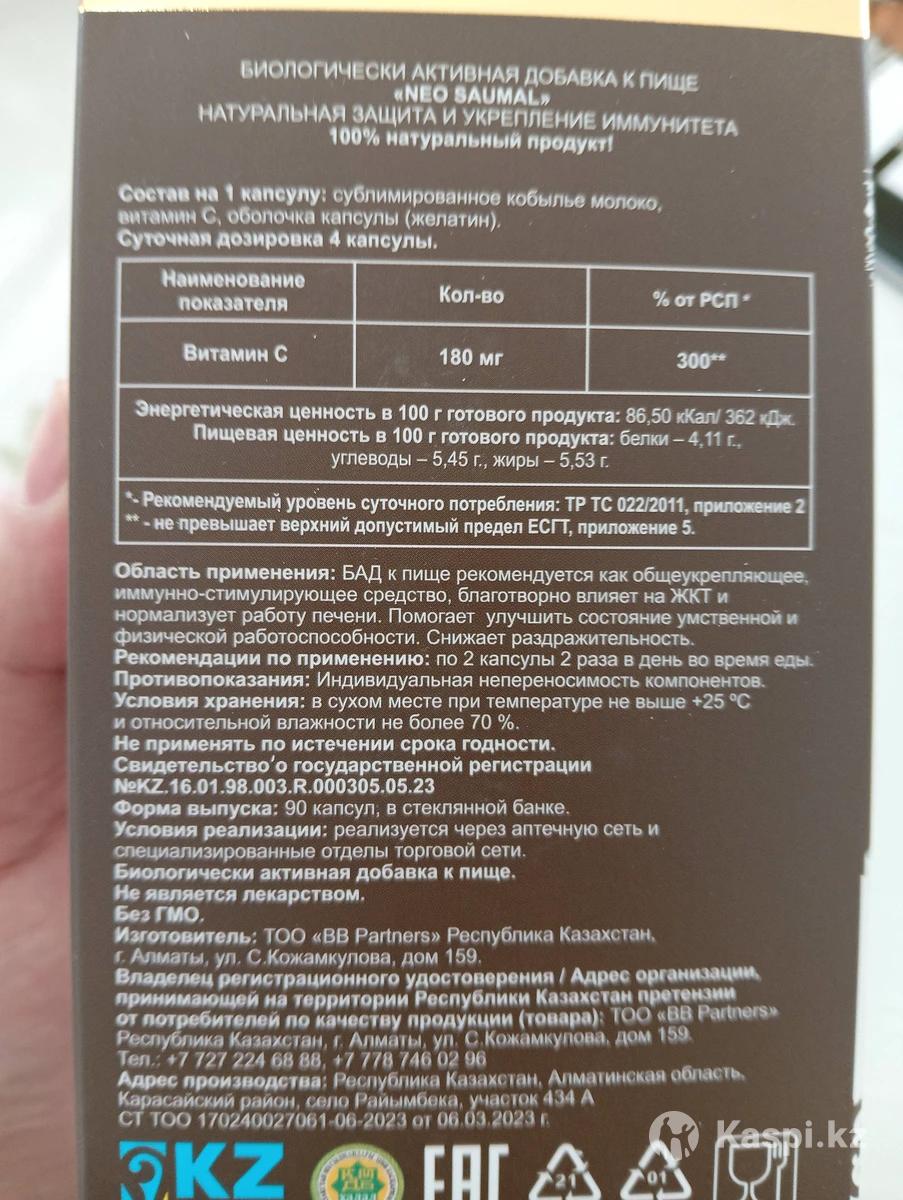 БИОЛОГИЧЕСКИ АКТИВНАЯ ДОБАВКА К ПИЩЕ
«NEO SAUMAL»
НАТУРАЛЬНАЯ ЗАЩИТА И УКРЕПЛЕНИЕ ИММУНИТЕТА
100% натуральный продукт!
Состав на 1 капсулу: сублимированное кобылье молоко,
витамин С, оболочка капсулы (желатин).
Суточная дозировка 4 капсулы.
Наименование показателя Кол-во % от РСП *
Витамин С 180 мг 300**
Энергетическая ценность в 100 г готового продукта: 86,50 кКал/ 362 кДж.
Пищевая ценность в 100 г готового продукта: белки – 4,11 г.,
углеводы – 5,45 г., жиры – 5,53 г.
*- Рекомендуемый уровень суточного потребления: ТР ТС 022/2011, приложение 2
** - не превышает верхний допустимый предел ЕСГТ, приложение 5.
Область применения: БАД к пище рекомендуется как общеукрепляющее,
иммунно-стимулирующее средство, благотворно влияет на ЖКТ и
нормализует работу печени. Помогает улучшить состояние умственной и
физической работоспособности. Снижает раздражительность.
Рекомендации по применению: по 2 капсулы 2 раза в день во время еды.
Противопоказания: Индивидуальная непереносимость компонентов.
Условия хранения: в сухом месте при температуре не выше +25 ºС
и относительной влажности не более 70 %.
Не применять по истечении срока годности.
Свидетельство о государственной регистрации
№KZ.16.01.98.003.R.000305.05.23
Форма выпуска: 90 капсул, в стеклянной банке.
Условия реализации: реализуется через аптечную сеть и
специализированные отделы торговой сети.
Биологически активная добавка к пище.
Не является лекарством.
Без ГМО.
Изготовитель: ТОО «BB Partners» Республика Казахстан,
г. Алматы, ул. С.Кожамкулова, дом 159.
Владелец регистрационного удостоверения / Адрес организации,
принимающей на территории Республики Казахстан претензии
от потребителей по качеству продукции (товара): ТОО «BB Partners»
Республика Казахстан, г. Алматы, ул. С.Кожамкулова, дом 159.
Тел.: +7 727 224 68 88, +7 778 746 02 96
Адрес производства: Республика Казахстан, Алматинская область,
Карасайский район, село Райымбека, участок 434 А
СТ ТОО 170240027061-06-2023 от 06.03.2023 г.
Kaspi.kz
KZ ХАЛАЛ EAC 21 01